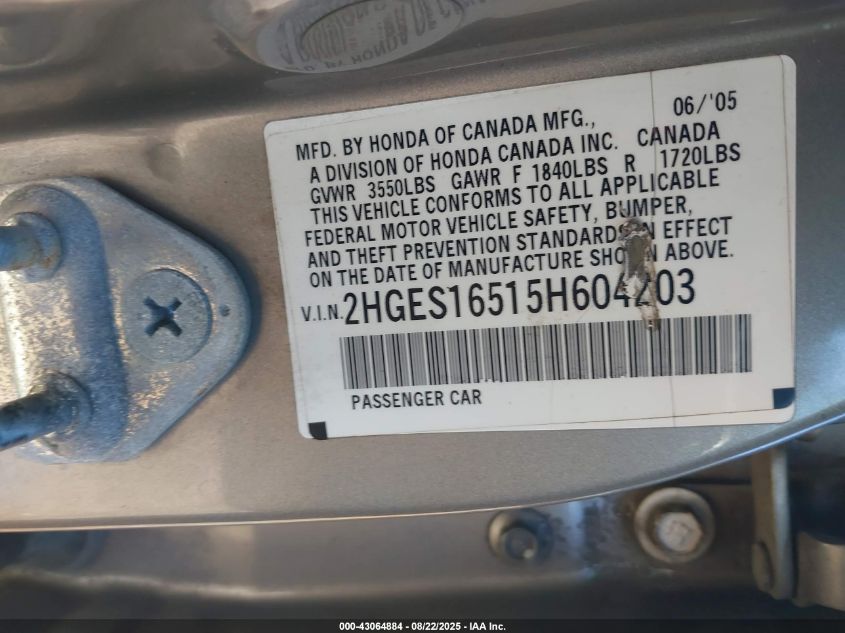 MFD. BY HONDA OF CANADA MFG., 06/'05
A DIVISION OF HONDA CANADA INC. CANADA
GVWR 3550LBS GAWR F 1840LBS R 1720LBS
THIS VEHICLE CONFORMS TO ALL APPLICABLE
FEDERAL MOTOR VEHICLE SAFETY, BUMPER,
AND THEFT PREVENTION STANDARDS IN EFFECT
ON THE DATE OF MANUFACTURE SHOWN ABOVE.
V.I.N. 2HGES16515H604203
PASSENGER CAR
000-43064884 | 08/22/2025 - IAA Inc.